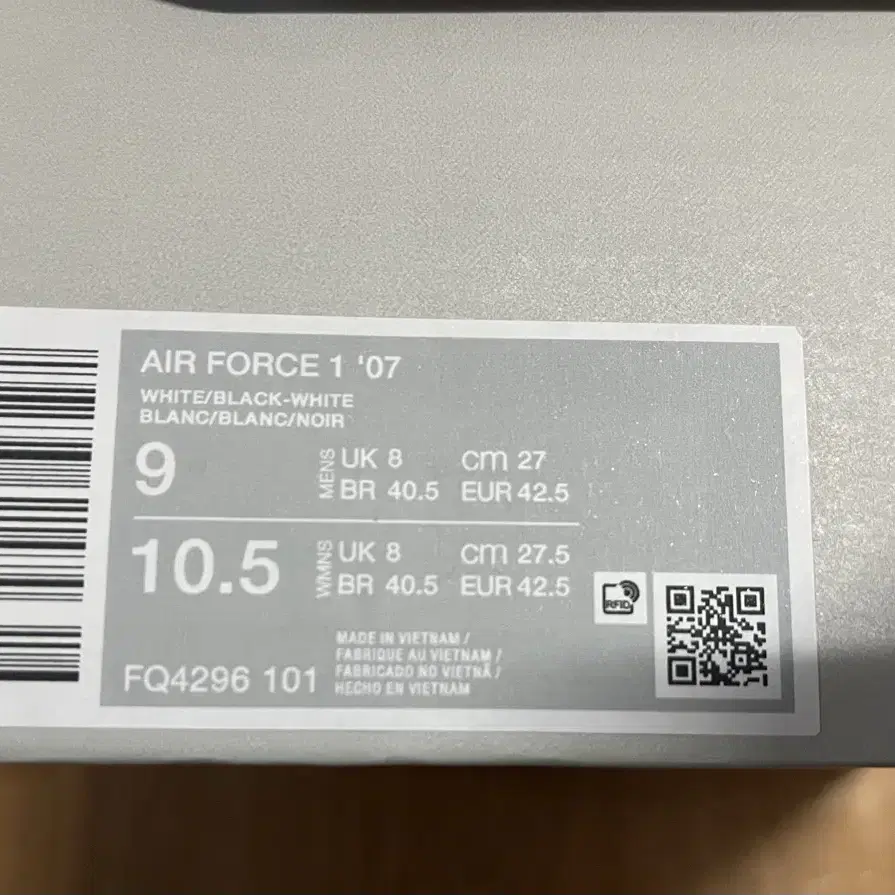 AIR FORCE 1 '07
WHITE/BLACK-WHITE
BLANC/BLANC/NOIR
9 MENS UK 8 cm 27
BR 40.5 EUR 42.5
10.5 WMNS UK 8 cm 27.5
BR 40.5 EUR 42.5
RFID
MADE IN VIETNAM /
FABRIQUE AU VIETNAM /
FABRICADO NO VIETNÃ /
HECHO EN VIETNAM
FQ4296 101